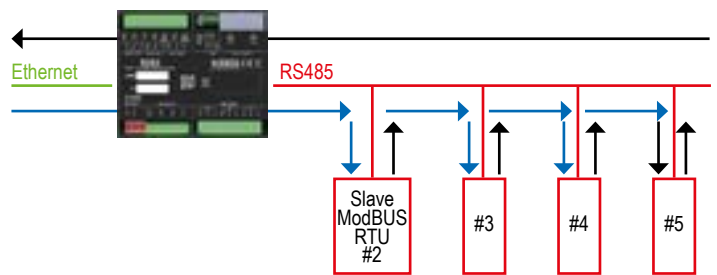 Ethernet
RS485
Slave
ModBUS
RTU
#2
#3
#4
#5